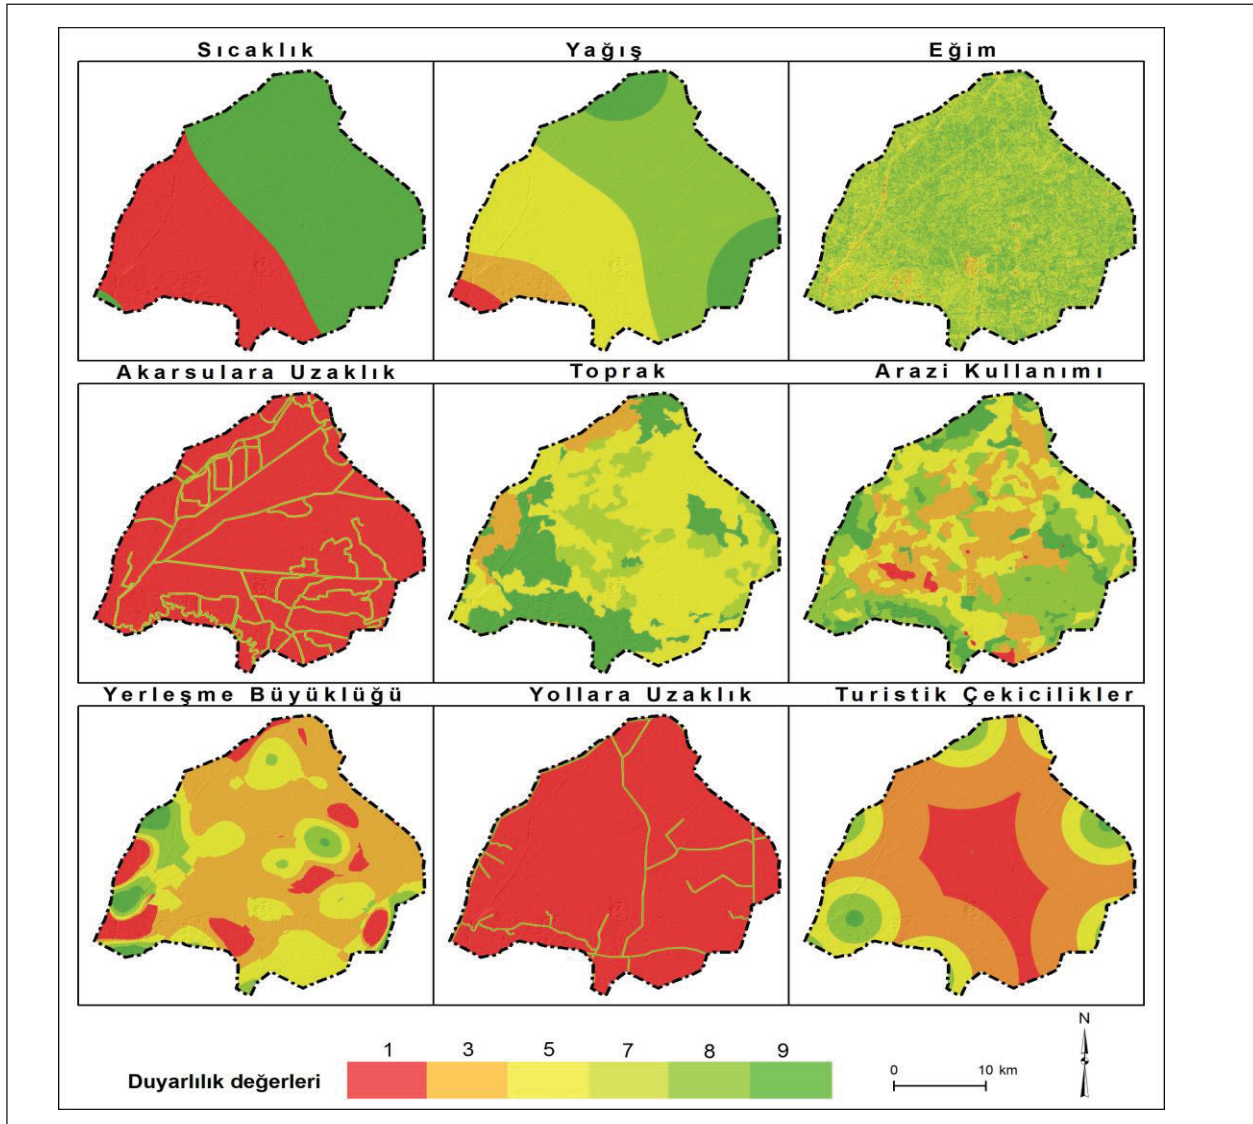 Sıcaklık
Yağış
Eğim
Akarsulara Uzaklık
Toprak
Arazi Kullanımı
Yerleşme Büyüklüğü
Yollara Uzaklık
Turistik Çekicilikler
Duyarlılık değerleri
1 3 5 7 8 9
0 10 km
N